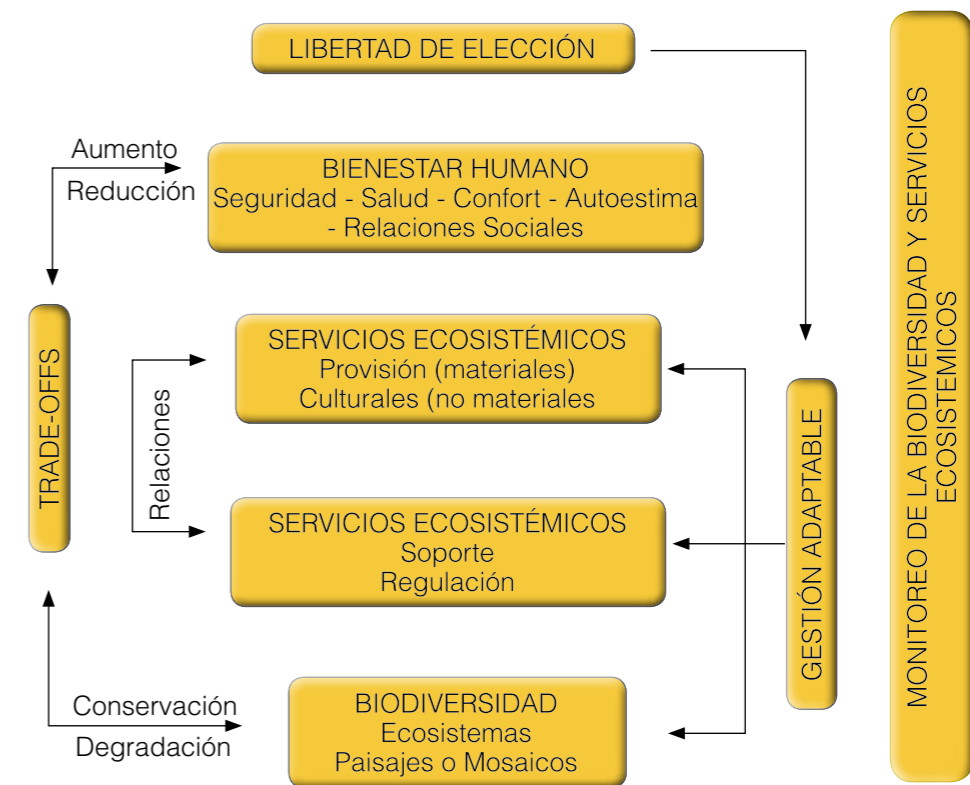 LIBERTAD DE ELECCIÓN
Aumento
Reducción
BIENESTAR HUMANO
Seguridad - Salud - Confort - Autoestima
- Relaciones Sociales
TRADE-OFFS
Relaciones
SERVICIOS ECOSISTÉMICOS
Provisión (materiales)
Culturales (no materiales
SERVICIOS ECOSISTÉMICOS
Soporte
Regulación
Conservación
Degradación
BIODIVERSIDAD
Ecosistemas
Paisajes o Mosaicos
GESTIÓN ADAPTABLE
MONITOREO DE LA BIODIVERSIDAD Y SERVICIOS
ECOSISTEMICOS